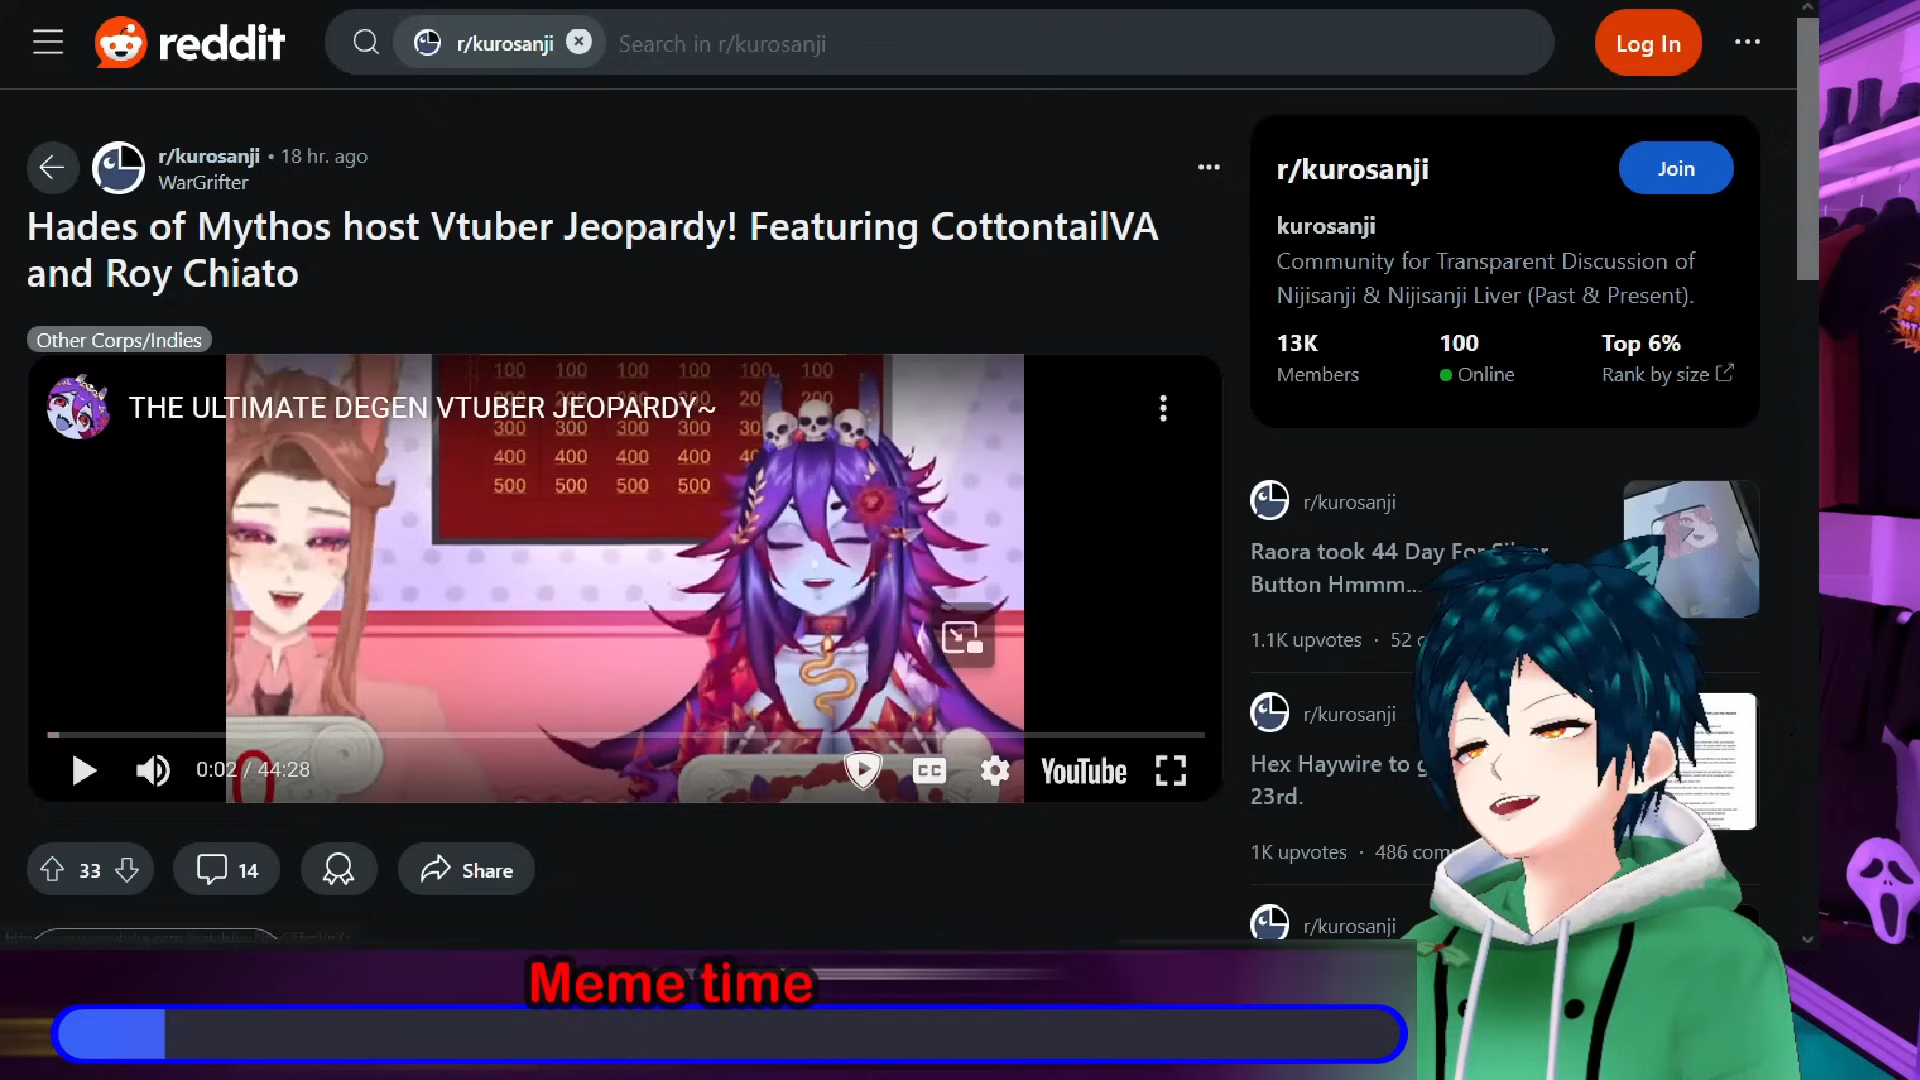 reddit
r/kurosanji
Search in r/kurosanji
Log In
r/kurosanji • 18 hr. ago
WarGrifter
Hades of Mythos host Vtuber Jeopardy! Featuring CottontailVA
and Roy Chiato
Other Corps/Indies
THE ULTIMATE DEGEN VTUBER JEOPARDY~
100 100 100 100 100 100
300 300 300 300
400 400 400 400
500 500 500 500
0:02 / 44:28
CC
YouTube
33
14
Share
r/kurosanji
Join
kurosanji
Community for Transparent Discussion of
Nijisanji & Nijisanji Liver (Past & Present).
13K
100
Top 6%
Members
Online
Rank by size
r/kurosanji
Raora took 44 Day For Silver
Button Hmmm...
1.1K upvotes · 52
r/kurosanji
Hex Haywire to
23rd.
1K upvotes · 486
r/kurosanji
Meme time